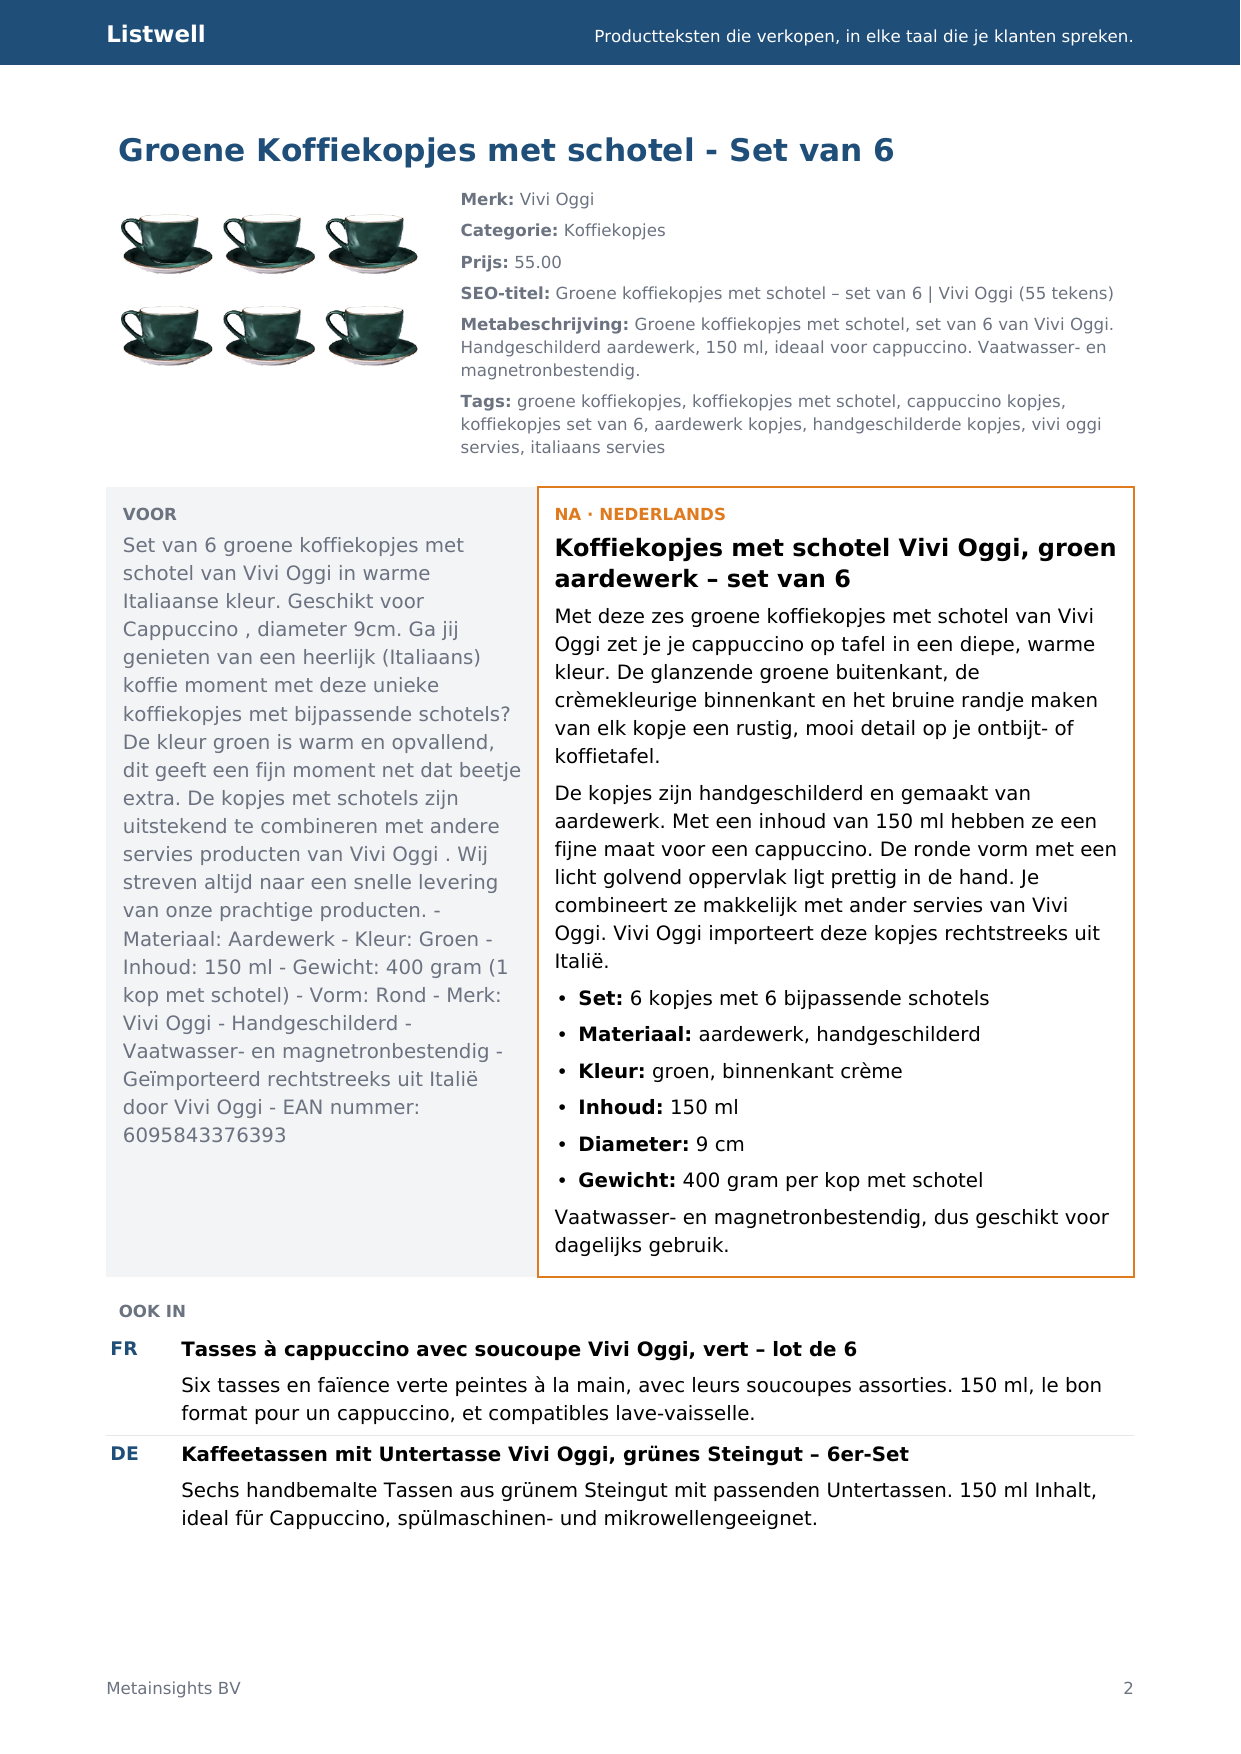 Listwell
Productteksten die verkopen, in elke taal die je klanten spreken.
Groene Koffiekopjes met schotel - Set van 6
Merk: Vivi Oggi
Categorie: Koffiekopjes
Prijs: 55.00
SEO-titel: Groene koffiekopjes met schotel – set van 6 | Vivi Oggi (55 tekens)
Metabeschrijving: Groene koffiekopjes met schotel, set van 6 van Vivi Oggi.
Handgeschilderd aardewerk, 150 ml, ideaal voor cappuccino. Vaatwasser- en
magnetronbestendig.
Tags: groene koffiekopjes, koffiekopjes met schotel, cappuccino kopjes,
koffiekopjes set van 6, aardewerk kopjes, handgeschilderde kopjes, vivi oggi
servies, italiaans servies
VOOR
Set van 6 groene koffiekopjes met
schotel van Vivi Oggi in warme
Italiaanse kleur. Geschikt voor
Cappuccino , diameter 9cm. Ga jij
genieten van een heerlijk (Italiaans)
koffie moment met deze unieke
koffiekopjes met bijpassende schotels?
De kleur groen is warm en opvallend,
dit geeft een fijn moment net dat beetje
extra. De kopjes met schotels zijn
uitstekend te combineren met andere
servies producten van Vivi Oggi . Wij
streven altijd naar een snelle levering
van onze prachtige producten. -
Materiaal: Aardewerk - Kleur: Groen -
Inhoud: 150 ml - Gewicht: 400 gram (1
kop met schotel) - Vorm: Rond - Merk:
Vivi Oggi - Handgeschilderd -
Vaatwasser- en magnetronbestendig -
Geïmporteerd rechtstreeks uit Italië
door Vivi Oggi - EAN nummer:
6095843376393
NA · NEDERLANDS
Koffiekopjes met schotel Vivi Oggi, groen
aardewerk – set van 6
Met deze zes groene koffiekopjes met schotel van Vivi
Oggi zet je je cappuccino op tafel in een diepe, warme
kleur. De glanzende groene buitenkant, de
crèmekleurige binnenkant en het bruine randje maken
van elk kopje een rustig, mooi detail op je ontbijt- of
koffietafel.
De kopjes zijn handgeschilderd en gemaakt van
aardewerk. Met een inhoud van 150 ml hebben ze een
fijne maat voor een cappuccino. De ronde vorm met een
licht golvend oppervlak ligt prettig in de hand. Je
combineert ze makkelijk met ander servies van Vivi
Oggi. Vivi Oggi importeert deze kopjes rechtstreeks uit
Italië.
• Set: 6 kopjes met 6 bijpassende schotels
• Materiaal: aardewerk, handgeschilderd
• Kleur: groen, binnenkant crème
• Inhoud: 150 ml
• Diameter: 9 cm
• Gewicht: 400 gram per kop met schotel
Vaatwasser- en magnetronbestendig, dus geschikt voor
dagelijks gebruik.
OOK IN
FR
Tasses à cappuccino avec soucoupe Vivi Oggi, vert – lot de 6
Six tasses en faïence verte peintes à la main, avec leurs soucoupes assorties. 150 ml, le bon
format pour un cappuccino, et compatibles lave-vaisselle.
DE
Kaffeetassen mit Untertasse Vivi Oggi, grünes Steingut – 6er-Set
Sechs handbemalte Tassen aus grünem Steingut mit passenden Untertassen. 150 ml Inhalt,
ideal für Cappuccino, spülmaschinen- und mikrowellengeeignet.
Metainsights BV
2